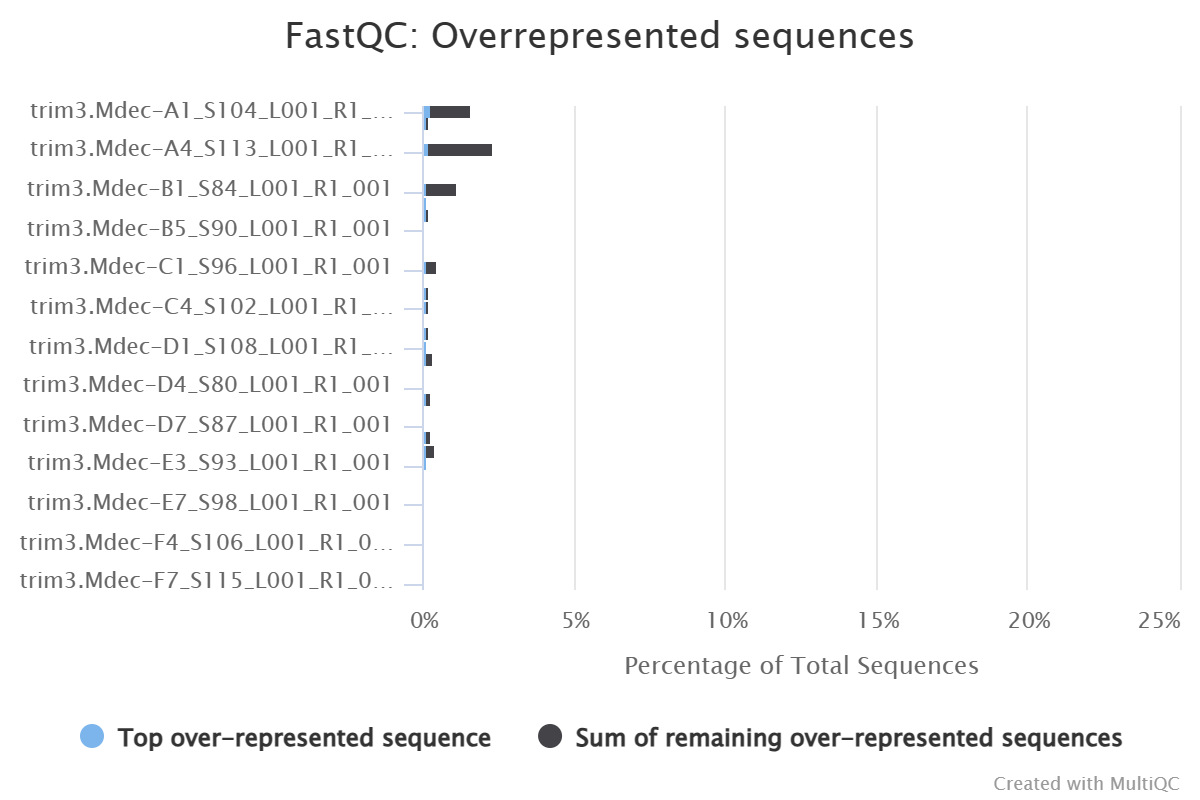 FastQC: Overrepresented sequences
trim3.Mdec-A1_S104_L001_R1_...
trim3.Mdec-A4_S113_L001_R1_...
trim3.Mdec-B1_S84_L001_R1_001
trim3.Mdec-B5_S90_L001_R1_001
trim3.Mdec-C1_S96_L001_R1_001
trim3.Mdec-C4_S102_L001_R1_...
trim3.Mdec-D1_S108_L001_R1_...
trim3.Mdec-D4_S80_L001_R1_001
trim3.Mdec-D7_S87_L001_R1_001
trim3.Mdec-E3_S93_L001_R1_001
trim3.Mdec-E7_S98_L001_R1_001
trim3.Mdec-F4_S106_L001_R1_0...
trim3.Mdec-F7_S115_L001_R1_0...
0% 5% 10% 15% 20% 25%
Percentage of Total Sequences
Top over-represented sequence Sum of remaining over-represented sequences
Created with MultiQC